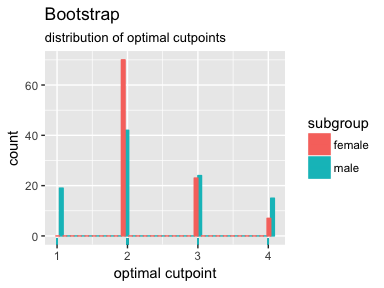 Bootstrap
distribution of optimal cutpoints
60
40
20
0
count
1 2 3 4
optimal cutpoint
subgroup
female
male